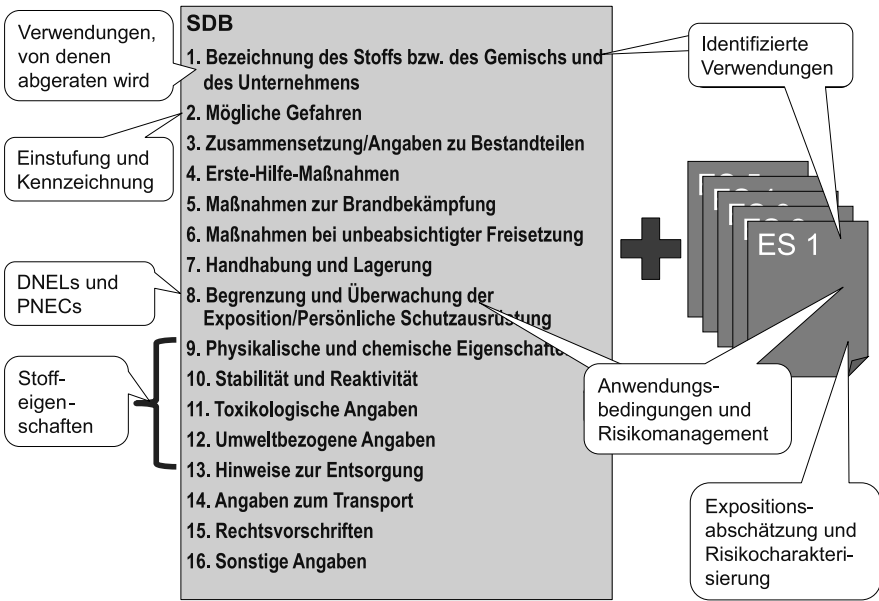 Verwendungen,
von denen
abgeraten wird
Einstufung und
Kennzeichnung
DNELs und
PNECs
Stoff-
eigen-
schaften
SDB
1. Bezeichnung des Stoffs bzw. des Gemischs und
des Unternehmens
2. Mögliche Gefahren
3. Zusammensetzung/Angaben zu Bestandteilen
4. Erste-Hilfe-Maßnahmen
5. Maßnahmen zur Brandbekämpfung
6. Maßnahmen bei unbeabsichtigter Freisetzung
7. Handhabung und Lagerung
8. Begrenzung und Überwachung der
Exposition/Persönliche Schutzausrüstung
9. Physikalische und chemische Eigenschafte
10. Stabilität und Reaktivität
11. Toxikologische Angaben
12. Umweltbezogene Angaben
13. Hinweise zur Entsorgung
14. Angaben zum Transport
15. Rechtsvorschriften
16. Sonstige Angaben
Identifizierte
Verwendungen
ES 1
Anwendungs-
bedingungen und
Risikomanagement
Expositions-
abschätzung und
Risikocharakteri-
sierung